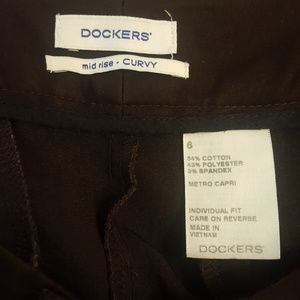 DOCKERS®
mid rise - CURVY
6
54% COTTON
43% POLYESTER
3% SPANDEX
METRO CAPRI
INDIVIDUAL FIT
CARE ON REVERSE
MADE IN
VIETNAM
DOCKERS®